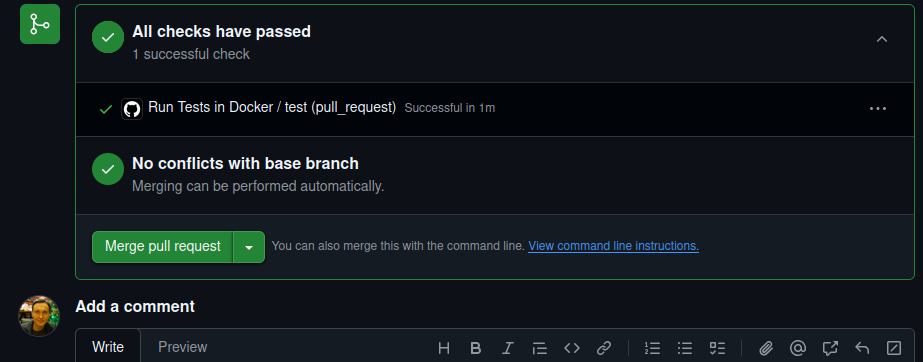 All checks have passed
1 successful check
Run Tests in Docker / test (pull_request) Successful in 1m
No conflicts with base branch
Merging can be performed automatically.
Merge pull request You can also merge this with the command line. View command line instructions.
Add a comment
Write Preview H B I